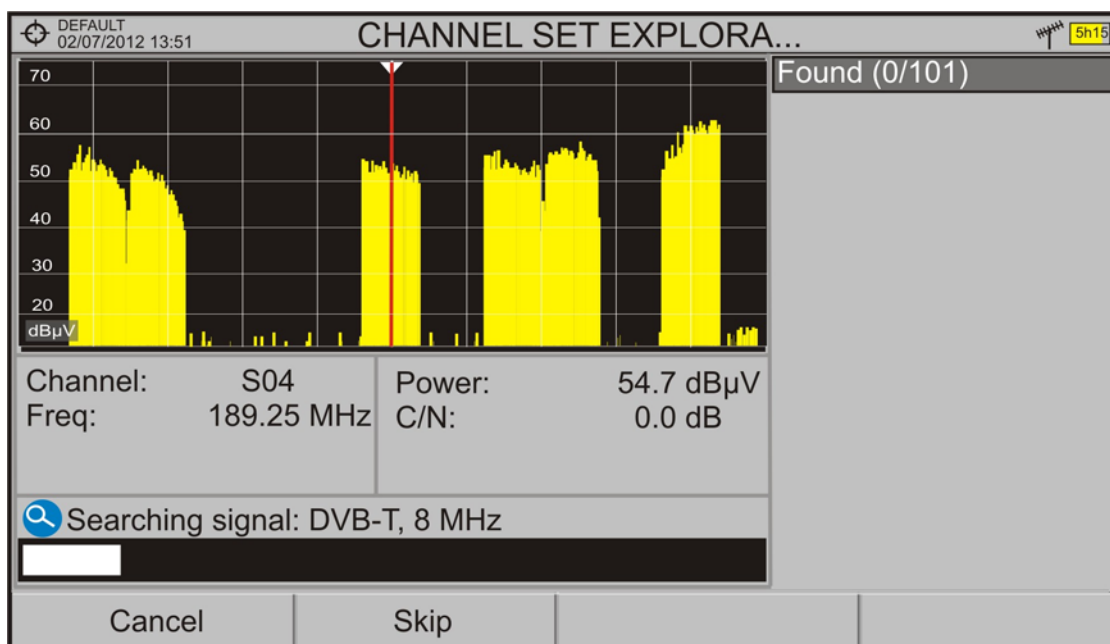 DEFAULT
02/07/2012 13:51
CHANNEL SET EXPLORA...
5h15
70
60
50
40
30
20
dBµV
Found (0/101)
Channel: S04
Freq: 189.25 MHz
Power: 54.7 dBµV
C/N: 0.0 dB
Searching signal: DVB-T, 8 MHz
Cancel
Skip